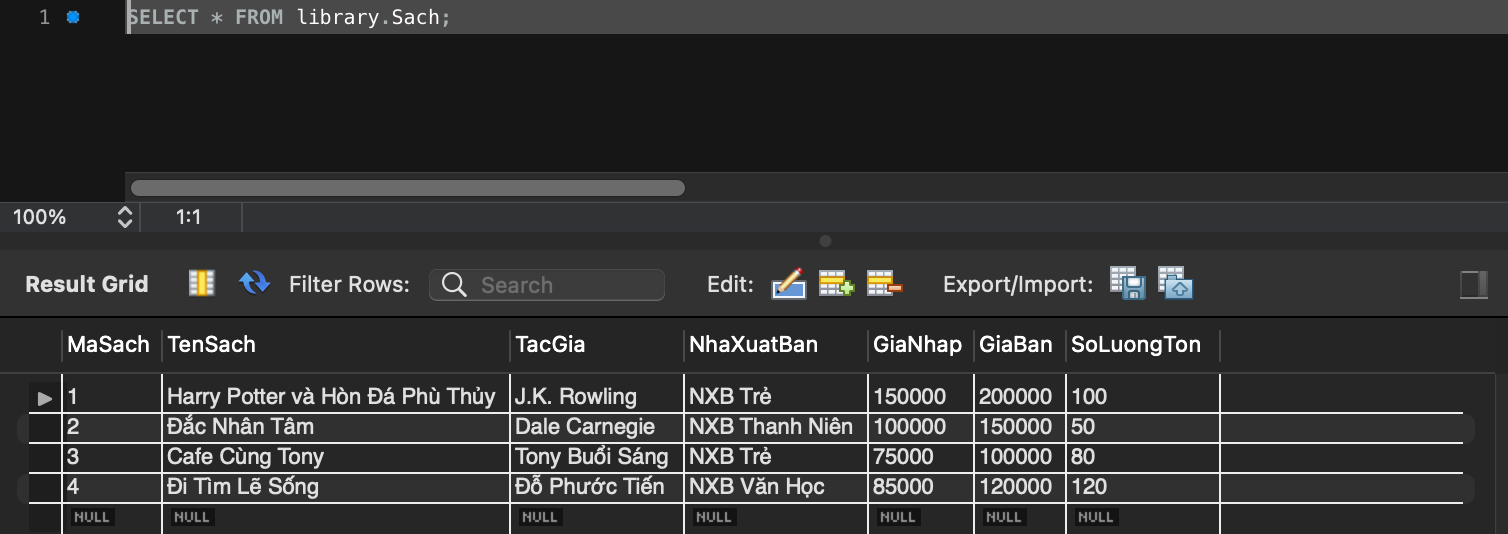 1 SELECT * FROM library.Sach;
100% 1:1
Result Grid Filter Rows: Search Edit: Export/Import:
MaSach TenSach TacGia NhaXuatBan GiaNhap GiaBan SoLuongTon
1 Harry Potter và Hòn Đá Phù Thủy J.K. Rowling NXB Trẻ 150000 200000 100
2 Đắc Nhân Tâm Dale Carnegie NXB Thanh Niên 100000 150000 50
3 Cafe Cùng Tony Tony Buổi Sáng NXB Trẻ 75000 100000 80
4 Đi Tìm Lẽ Sống Đỗ Phước Tiến NXB Văn Học 85000 120000 120
NULL NULL NULL NULL NULL NULL NULL